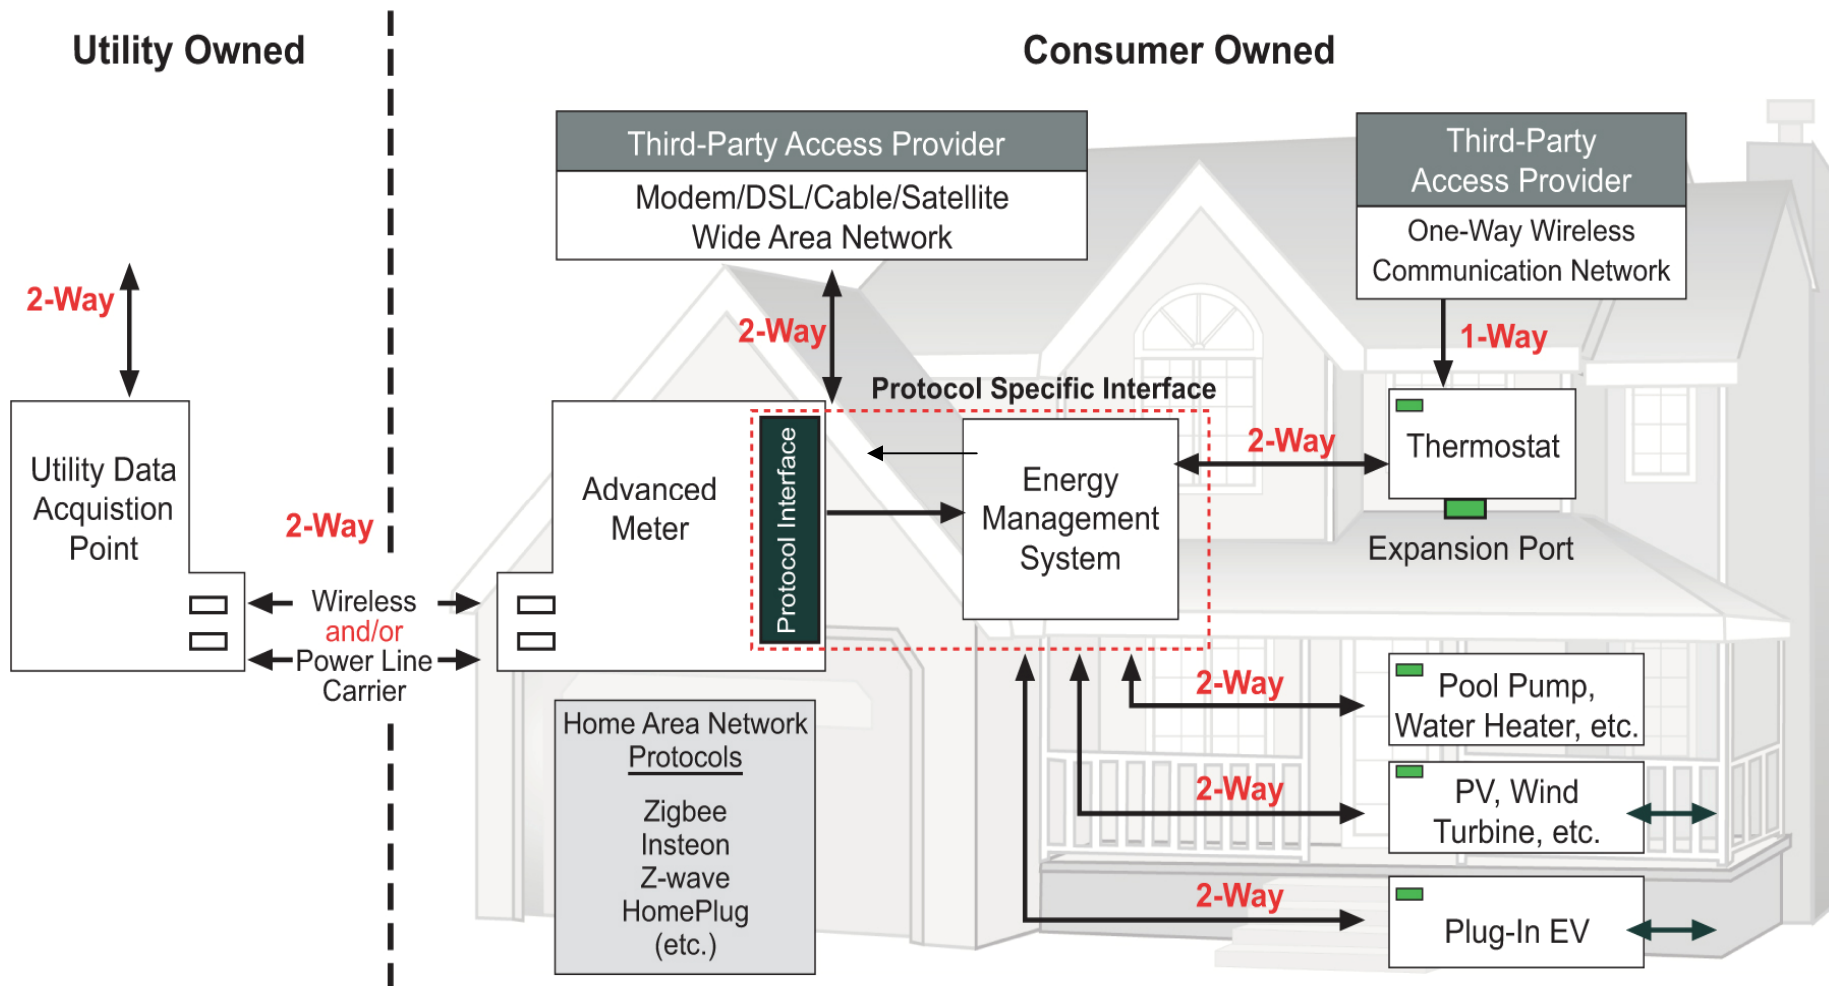 Utility Owned
Consumer Owned
Third-Party Access Provider
Modem/DSL/Cable/Satellite
Wide Area Network
Third-Party
Access Provider
One-Way Wireless
Communication Network
2-Way
2-Way
1-Way
Protocol Specific Interface
Utility Data
Acquistion
Point
2-Way
Wireless
and/or
Power Line
Carrier
Advanced
Meter
Protocol Interface
Energy
Management
System
2-Way
Thermostat
Expansion Port
Home Area Network
Protocols
Zigbee
Insteon
Z-wave
HomePlug
(etc.)
2-Way
Pool Pump,
Water Heater, etc.
2-Way
PV, Wind
Turbine, etc.
2-Way
Plug-In EV